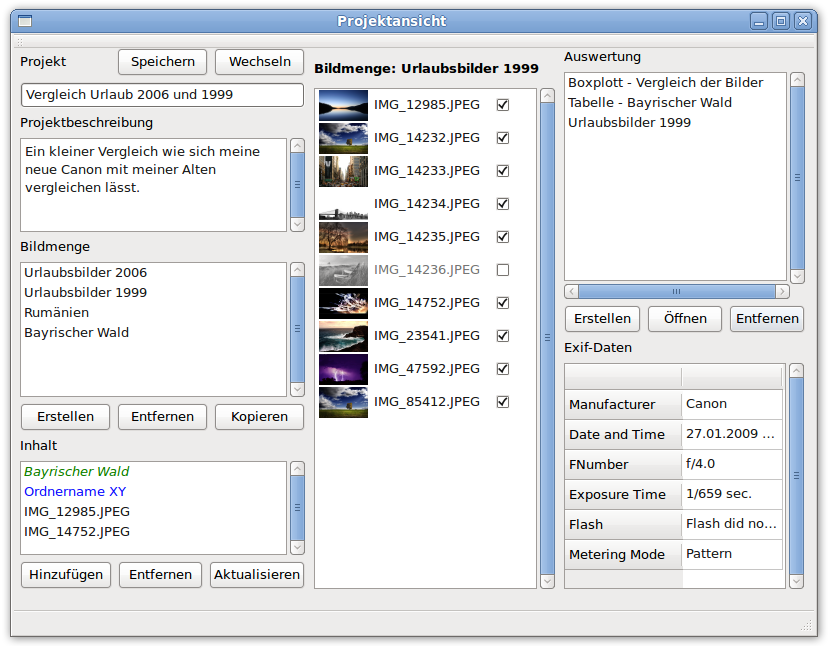 Projektansicht
Projekt
Speichern
Wechseln
Vergleich Urlaub 2006 und 1999
Projektbeschreibung
Ein kleiner Vergleich wie sich meine
neue Canon mit meiner Alten
vergleichen lässt.
Bildmenge
Urlaubsbilder 2006
Urlaubsbilder 1999
Rumänien
Bayrischer Wald
Erstellen
Entfernen
Kopieren
Inhalt
Bayrischer Wald
Ordnername XY
IMG_12985.JPEG
IMG_14752.JPEG
Hinzufügen
Entfernen
Aktualisieren
Bildmenge: Urlaubsbilder 1999
IMG_12985.JPEG
IMG_14232.JPEG
IMG_14233.JPEG
IMG_14234.JPEG
IMG_14235.JPEG
IMG_14236.JPEG
IMG_14752.JPEG
IMG_23541.JPEG
IMG_47592.JPEG
IMG_85412.JPEG
Auswertung
Boxplott - Vergleich der Bilder
Tabelle - Bayrischer Wald
Urlaubsbilder 1999
Erstellen
Öffnen
Entfernen
Exif-Daten
Manufacturer Canon
Date and Time 27.01.2009 ...
FNumber f/4.0
Exposure Time 1/659 sec.
Flash Flash did no...
Metering Mode Pattern